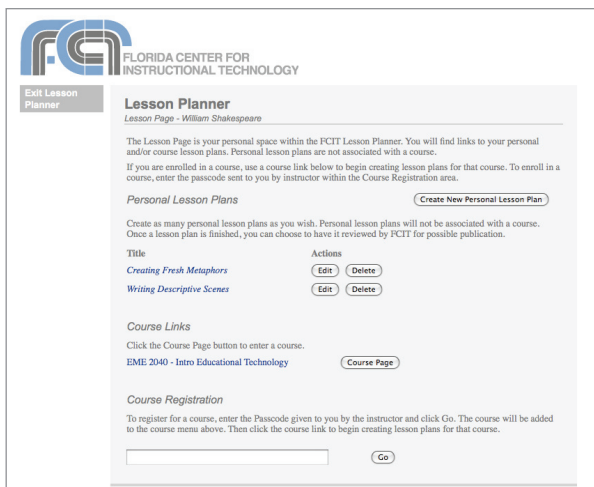 FCIT
FLORIDA CENTER FOR
INSTRUCTIONAL TECHNOLOGY
Exit Lesson
Planner
Lesson Planner
Lesson Page - William Shakespeare
The Lesson Page is your personal space within the FCIT Lesson Planner. You will find links to your personal
and/or course lesson plans. Personal lesson plans are not associated with a course.
If you are enrolled in a course, use a course link below to begin creating lesson plans for that course. To enroll in a
course, enter the passcode sent to you by instructor within the Course Registration area.
Personal Lesson Plans Create New Personal Lesson Plan
Create as many personal lesson plans as you wish. Personal lesson plans will not be associated with a course.
Once a lesson plan is finished, you can choose to have it reviewed by FCIT for possible publication.
Title Actions
Creating Fresh Metaphors Edit Delete
Writing Descriptive Scenes Edit Delete
Course Links
Click the Course Page button to enter a course.
EME 2040 - Intro Educational Technology Course Page
Course Registration
To register for a course, enter the Passcode given to you by the instructor and click Go. The course will be added
to the course menu above. Then click the course link to begin creating lesson plans for that course.
Go